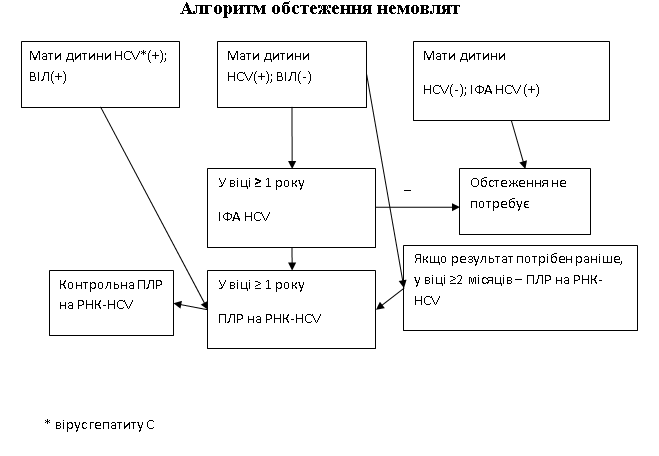 Алгоритм обстеження немовлят
Мати дитини HCV*(+);
ВІЛ(+)
Мати дитини
HCV(+); ВІЛ(-)
Мати дитини
HCV(-); ІФА HCV (+)
У віці ≥ 1 року
ІФА HCV
–
Обстеження не
потребує
Контрольна ПЛР
на РНК-HCV
У віці ≥ 1 року
ПЛР на РНК-HCV
Якщо результат потрібен раніше,
у віці ≥2 місяців – ПЛР на РНК-
HCV
* вірус гепатиту С